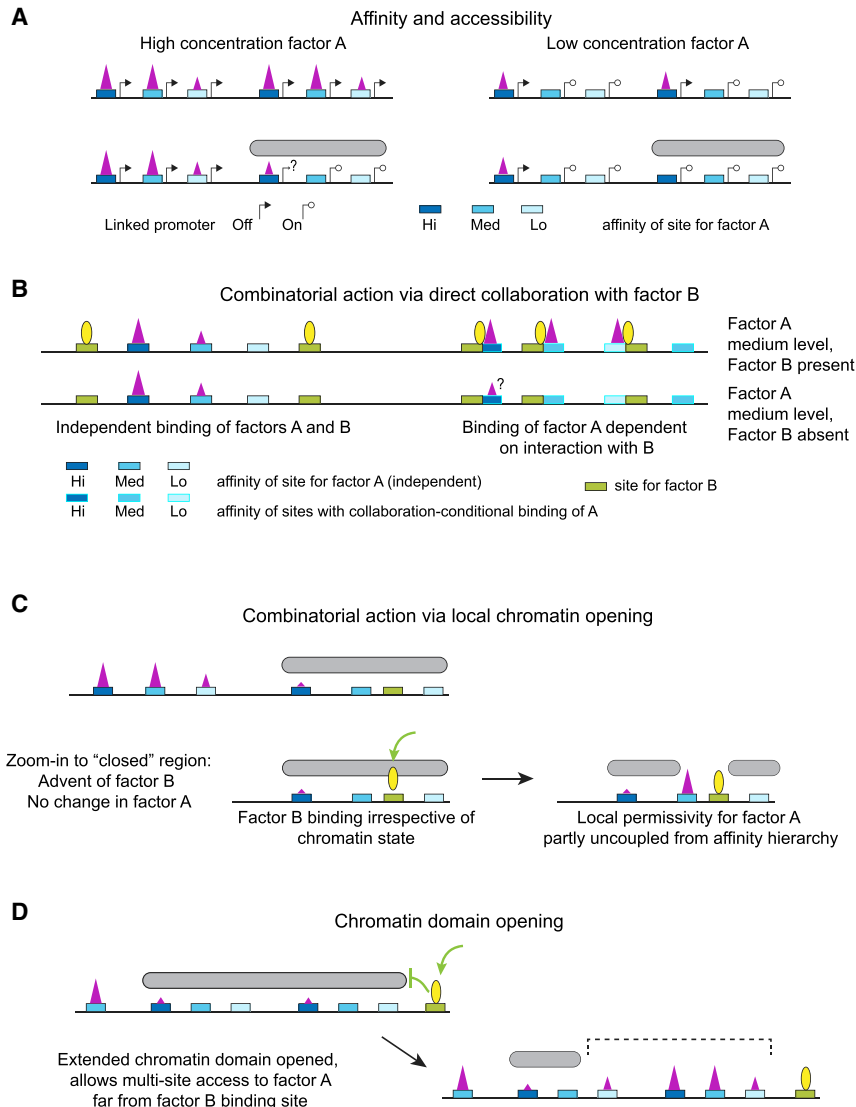 A
Affinity and accessibility
High concentration factor A
Low concentration factor A
?
Linked promoter Off On
Hi Med Lo
affinity of site for factor A
B
Combinatorial action via direct collaboration with factor B
Factor A
medium level,
Factor B present
?
Factor A
medium level,
Factor B absent
Independent binding of factors A and B
Binding of factor A dependent
on interaction with B
Hi Med Lo affinity of site for factor A (independent)
site for factor B
Hi Med Lo affinity of sites with collaboration-conditional binding of A
C
Combinatorial action via local chromatin opening
Zoom-in to “closed” region:
Advent of factor B
No change in factor A
Factor B binding irrespective of
chromatin state
Local permissivity for factor A
partly uncoupled from affinity hierarchy
D
Chromatin domain opening
Extended chromatin domain opened,
allows multi-site access to factor A
far from factor B binding site